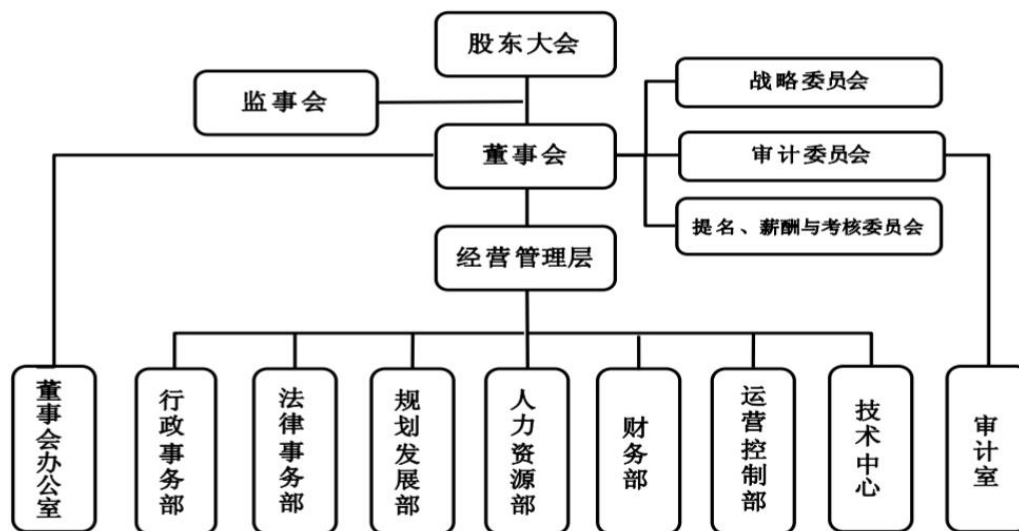 股东大会
监事会
战略委员会
董事会
审计委员会
提名、薪酬与考核委员会
经营管理层
董事会办公室
行政事务部
法律事务部
规划发展部
人力资源部
财务部
运营控制部
技术中心
审计室